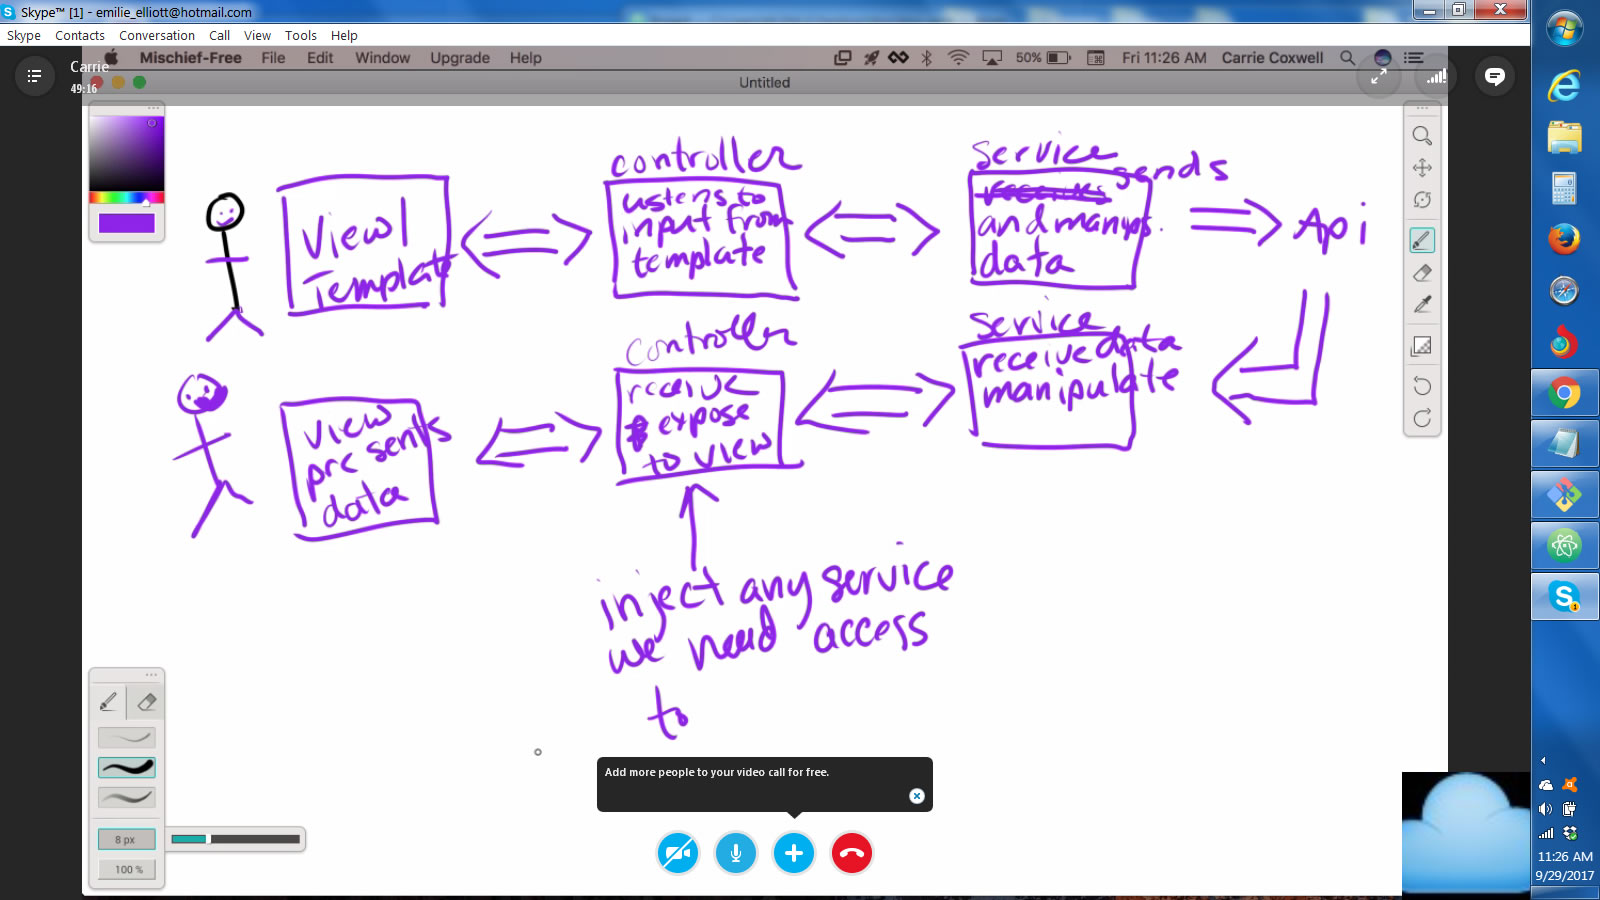 Skype™ [1] - emilie_elliott@hotmail.com
Skype Contacts Conversation Call View Tools Help
Mischief-Free File Edit Window Upgrade Help
50%
Fri 11:26 AM Carrie Coxwell
Carrie
49:16
Untitled
controller
service
sends
View/
Template
listens to
input from
template
and manip.
data
Api
controller
service
receive data
manipulate
receive
expose
to view
view
presents
data
inject any service
we need access
to
8 px
100 %
Add more people to your video call for free.
11:26 AM
9/29/2017